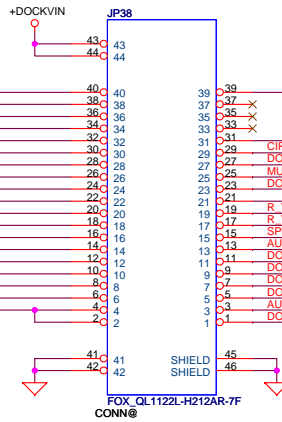 +DOCKVIN
JP38
43 43
44 44
40 40 39 39
38 38 37 37
36 36 35 35
34 34 33 33
32 32 31 31
30 30 29 29 CIR
28 28 27 27 DO
26 26 25 25 MU
24 24 23 23 DO
22 22 21 21
20 20 19 19 R_
18 18 17 17 R_
16 16 15 15 SP
14 14 13 13 AU
12 12 11 11 DO
10 10 9 9 DO
8 8 7 7 DO
6 6 5 5 DO
4 4 3 3 AU
2 2 1 1 DO
41 41 SHIELD 45
42 42 SHIELD 46
FOX_QL1122L-H212AR-7F
CONN@